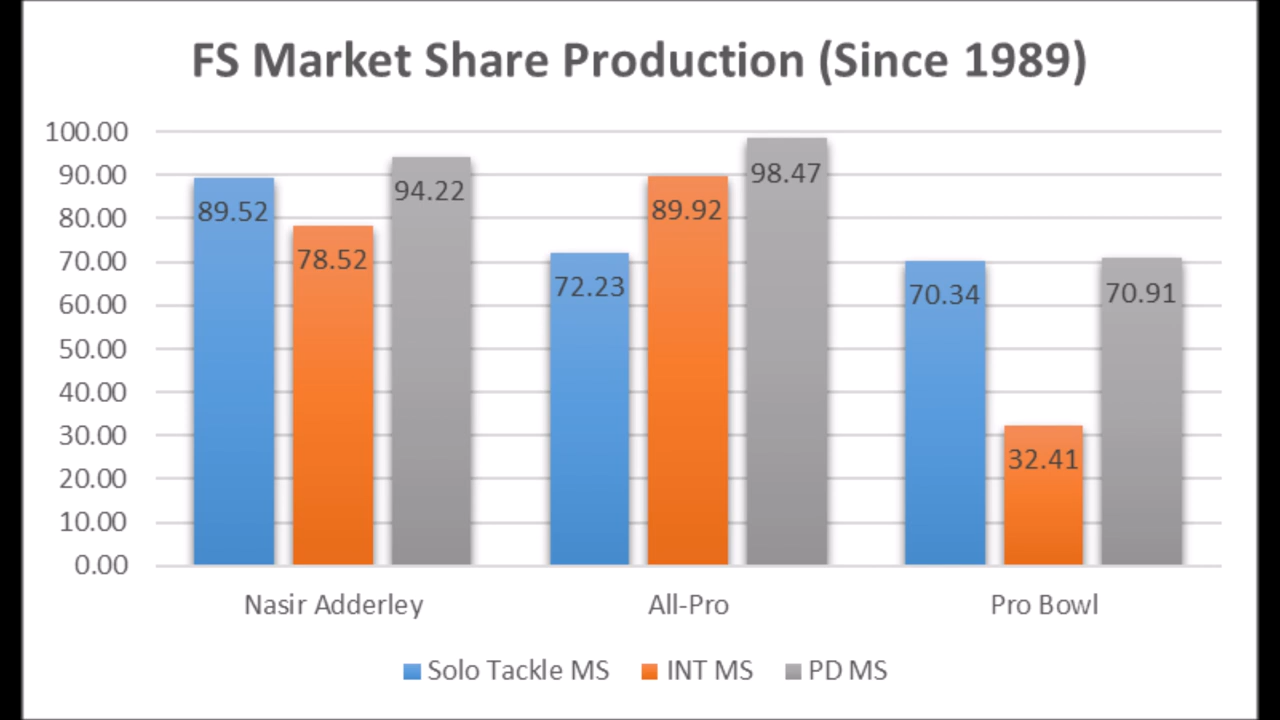 FS Market Share Production (Since 1989)
100.00
90.00
80.00
70.00
60.00
50.00
40.00
30.00
20.00
10.00
0.00
89.52
78.52
94.22
72.23
89.92
98.47
70.34
32.41
70.91
Nasir Adderley
All-Pro
Pro Bowl
Solo Tackle MS
INT MS
PD MS